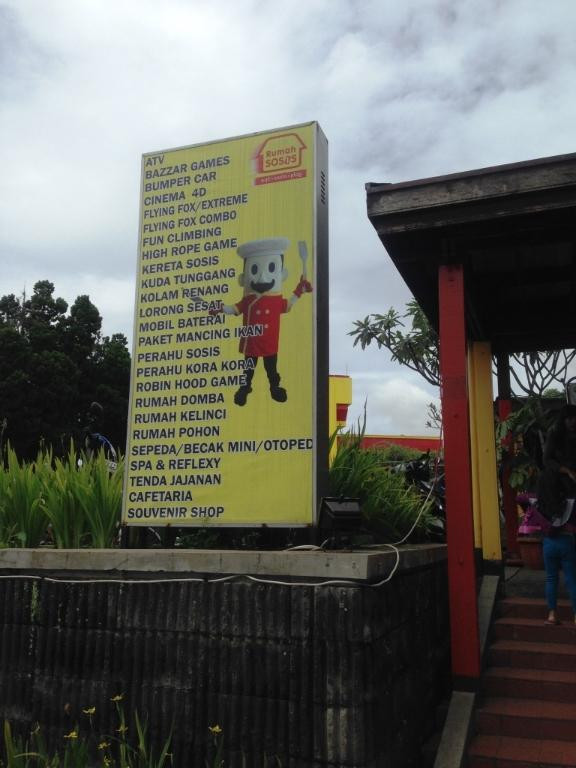 ATV
BAZZAR GAMES
BUMPER CAR
CINEMA 4D
FLYING FOX/EXTREME
FLYING FOX COMBO
FUN CLIMBING
HIGH ROPE GAME
KERETA SOSIS
KUDA TUNGGANG
KOLAM RENANG
LORONG SESAT
MOBIL BATERAI
PAKET MANCING IKAN
PERAHU SOSIS
PERAHU KORA KORA
ROBIN HOOD GAME
RUMAH DOMBA
RUMAH KELINCI
RUMAH POHON
SEPEDA/BECAK MINI/OTOPED
SPA & REFLEXY
TENDA JAJANAN
CAFETARIA
SOUVENIR SHOP
Rumah
SOSIS